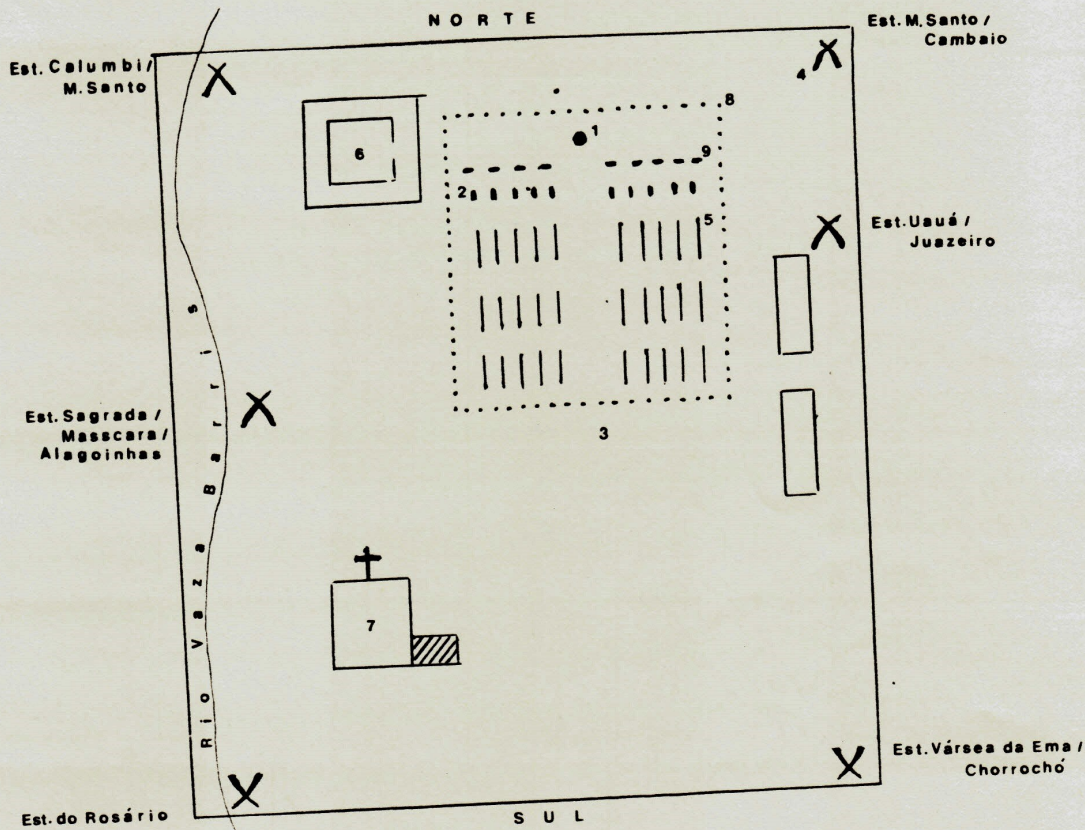 NORTE
Est. M. Santo /
Cambaio
Est. Calumbi /
M. Santo
4
8
1
6
9
2
5
Est. Uauá /
Juazeiro
Est. Sagrada /
Masscara /
Alagoinhas
3
Rio Vaza Barris
7
Est. Vársea da Ema /
Chorrochó
Est. do Rosário
SUL